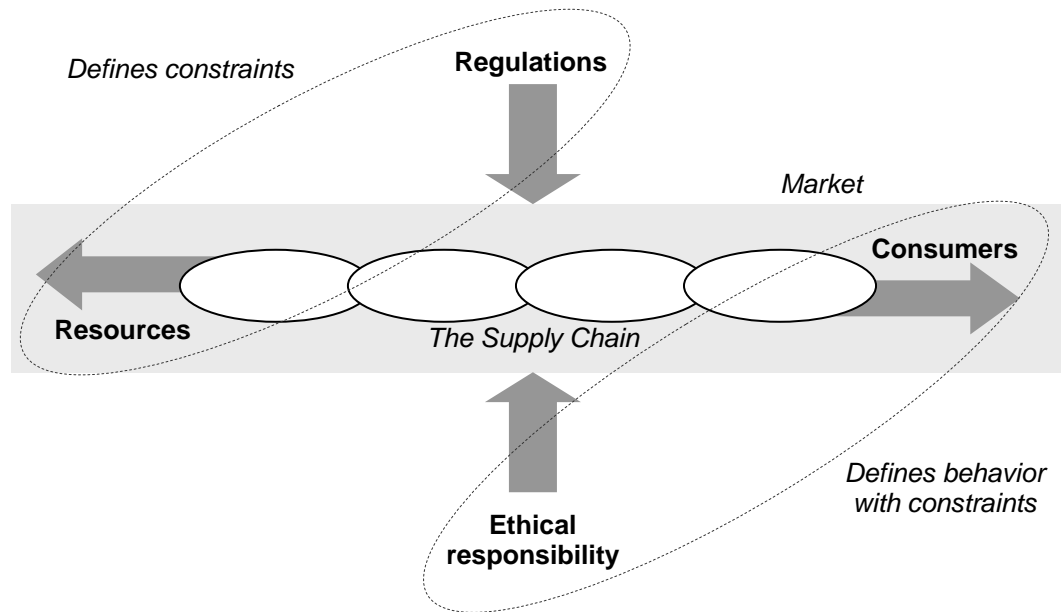 Defines constraints
Regulations
Market
Consumers
Resources
The Supply Chain
Defines behavior
with constraints
Ethical
responsibility